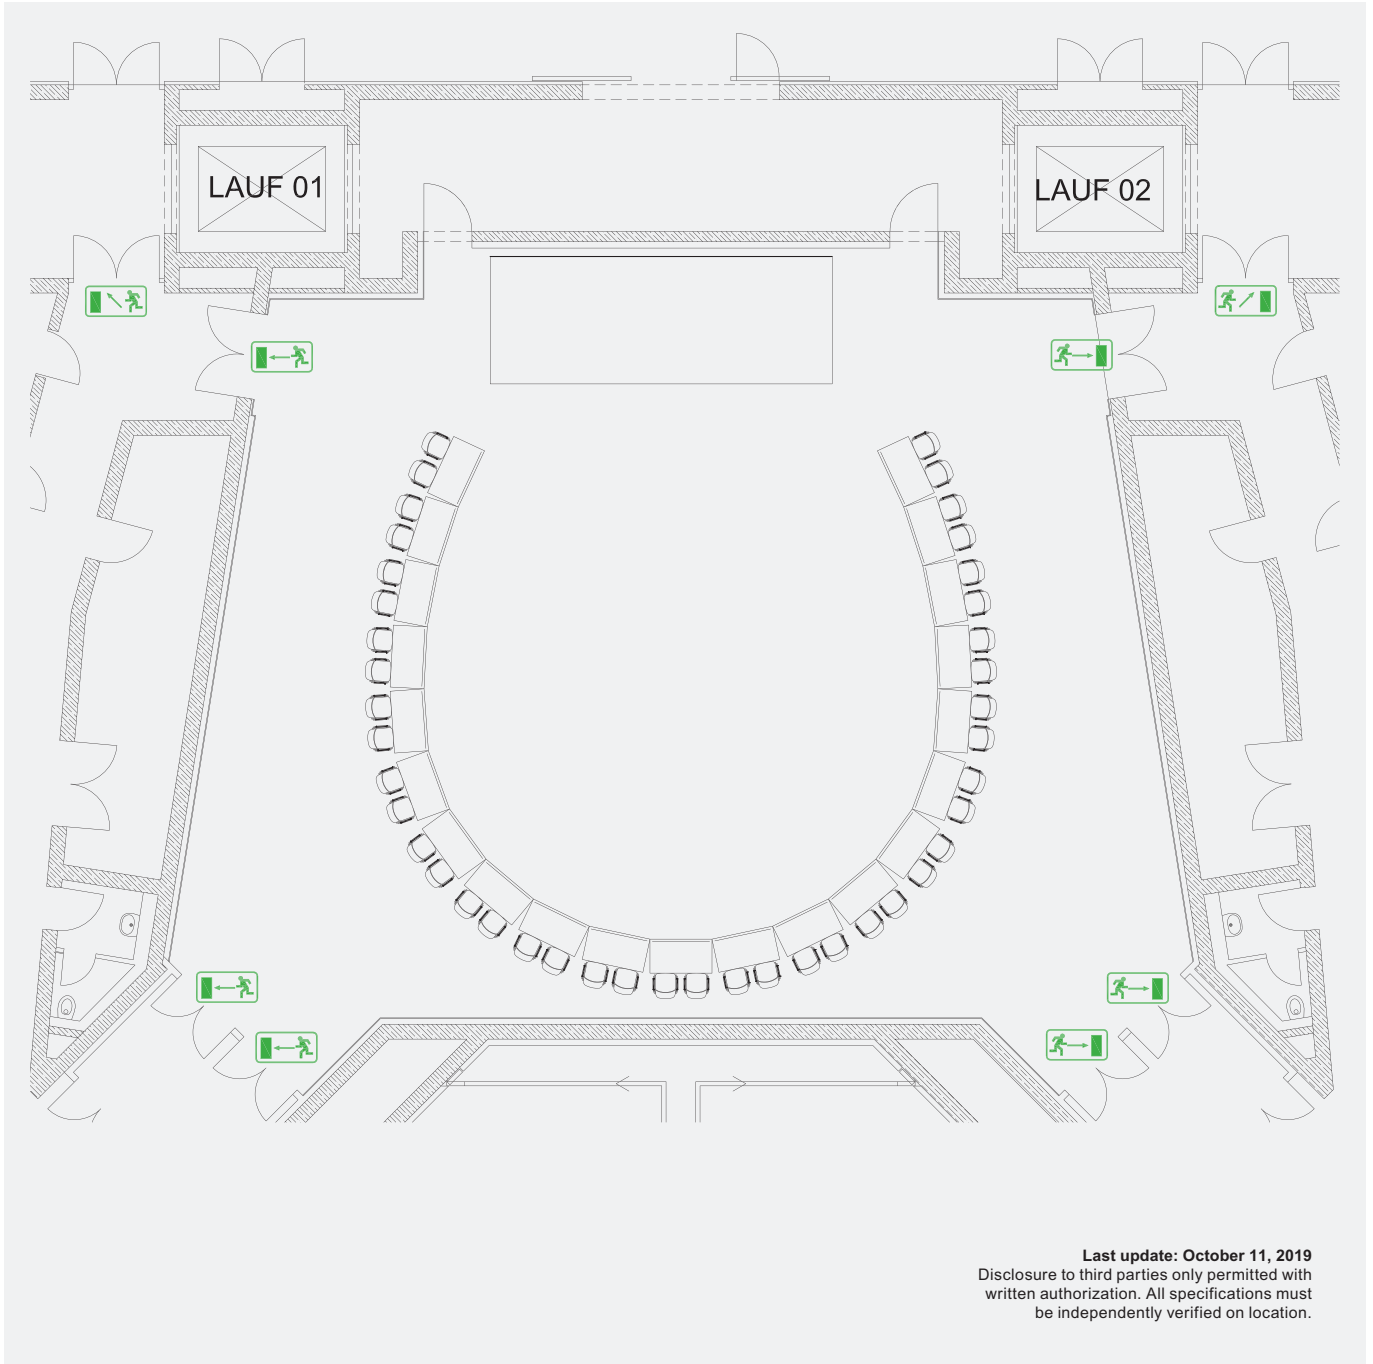 LAUF 01
LAUF 02
Last update: October 11, 2019
Disclosure to third parties only permitted with
written authorization. All specifications must
be independently verified on location.